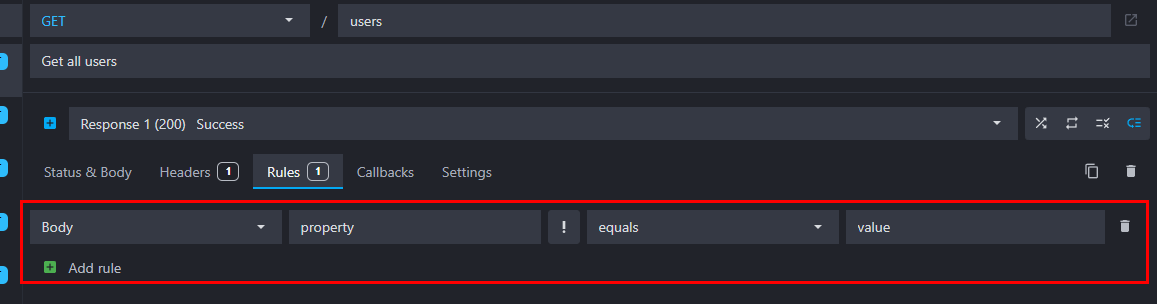 GET / users
Get all users
Response 1 (200) Success
Status & Body Headers 1 Rules 1 Callbacks Settings
Body property ! equals value
Add rule